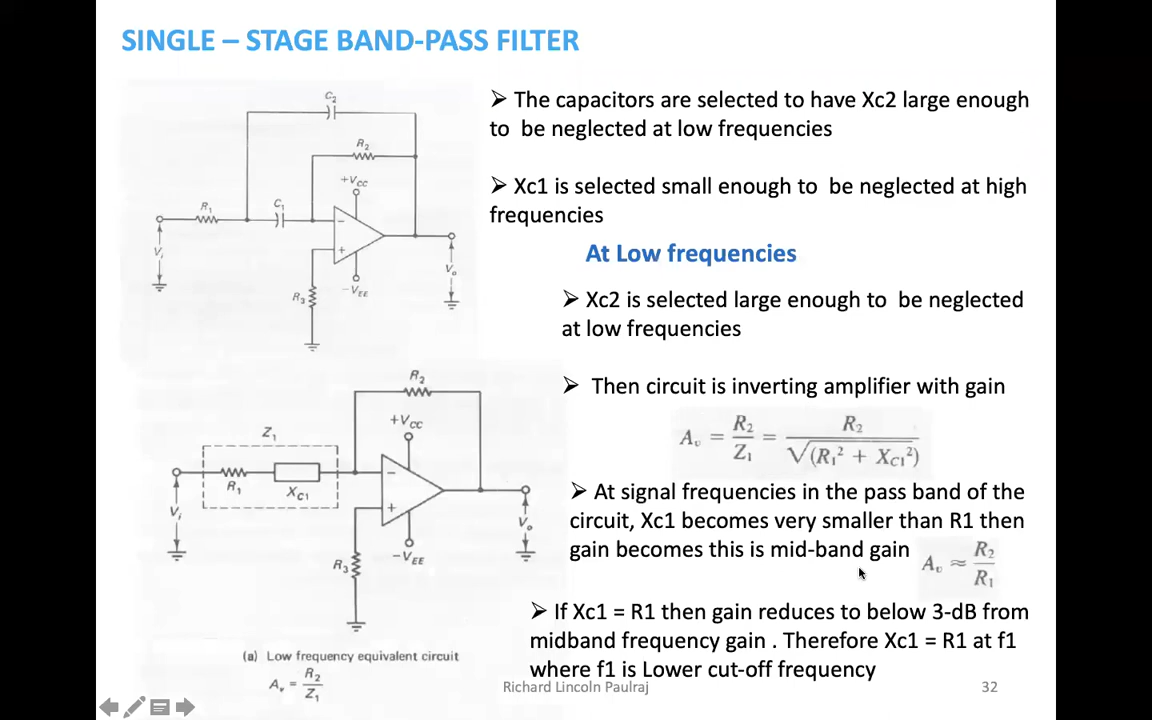 SINGLE – STAGE BAND-PASS FILTER
C2
R2
+Vcc
R1
C1
−
+
Vi
Vo
−VEE
R3
➢ The capacitors are selected to have Xc2 large enough
to be neglected at low frequencies
➢ Xc1 is selected small enough to be neglected at high
frequencies
At Low frequencies
➢ Xc2 is selected large enough to be neglected
at low frequencies
➢ Then circuit is inverting amplifier with gain
Av = R2/Z1 = R2/√(R1² + XC1²)
➢ At signal frequencies in the pass band of the
circuit, Xc1 becomes very smaller than R1 then
gain becomes this is mid-band gain
Av ≈ R2/R1
➢ If Xc1 = R1 then gain reduces to below 3-dB from
midband frequency gain . Therefore Xc1 = R1 at f1
where f1 is Lower cut-off frequency
R2
+Vcc
Z1
R1
XC1
−
+
Vi
Vo
−VEE
R3
(a) Low frequency equivalent circuit
Av = R2/Z1
Richard Lincoln Paulraj
32